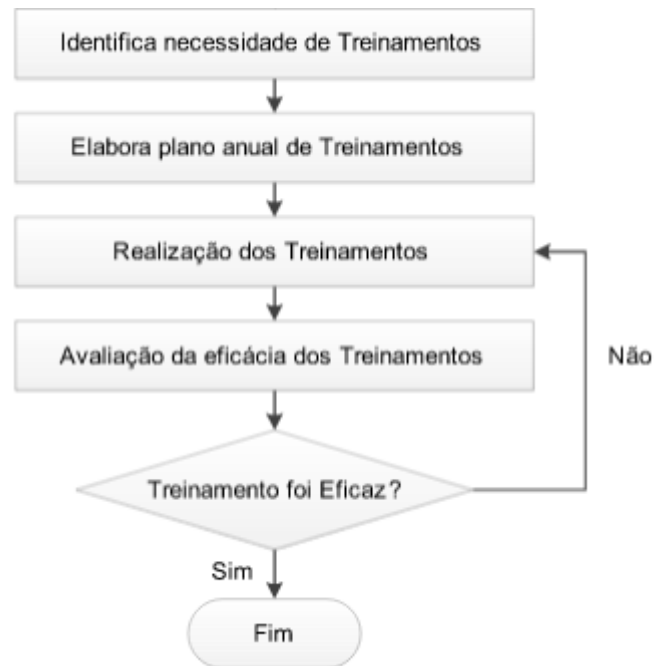 Identifica necessidade de Treinamentos
Elabora plano anual de Treinamentos
Realização dos Treinamentos
Avaliação da eficácia dos Treinamentos
Não
Treinamento foi Eficaz?
Sim
Fim